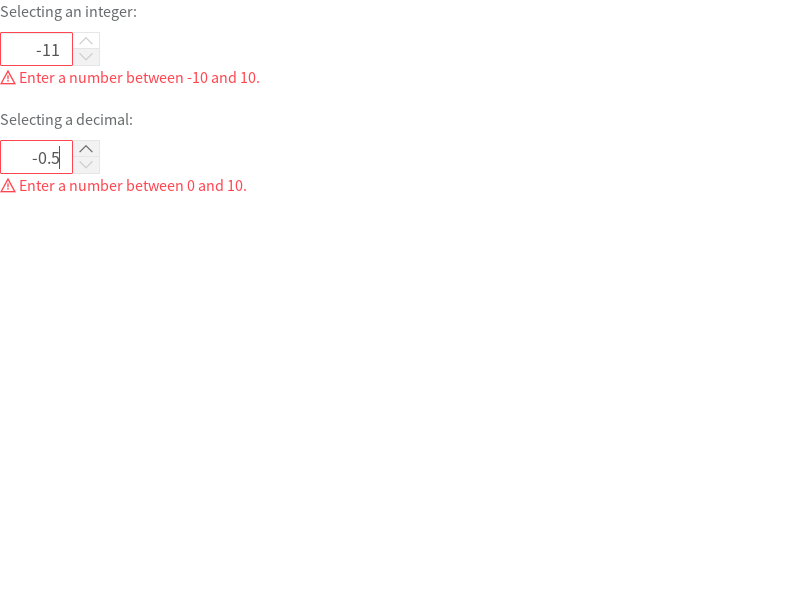 Selecting an integer:
-11
Enter a number between -10 and 10.
Selecting a decimal:
-0.5
Enter a number between 0 and 10.